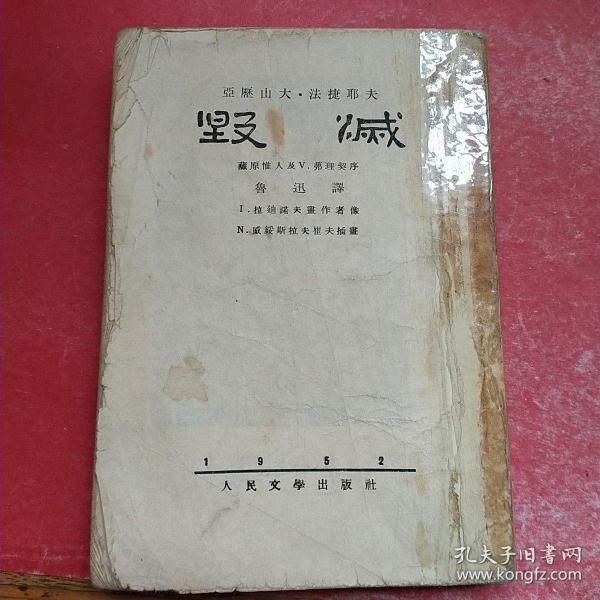 亞歷山大·法捷耶夫
毀滅
藏原惟人及V.弗理契序
魯迅譯
I.拉迪諾夫畫作者像
N.威綏斯拉夫崔夫插畫
1952
人民文學出版社
孔夫子旧书网
www.kongfz.com